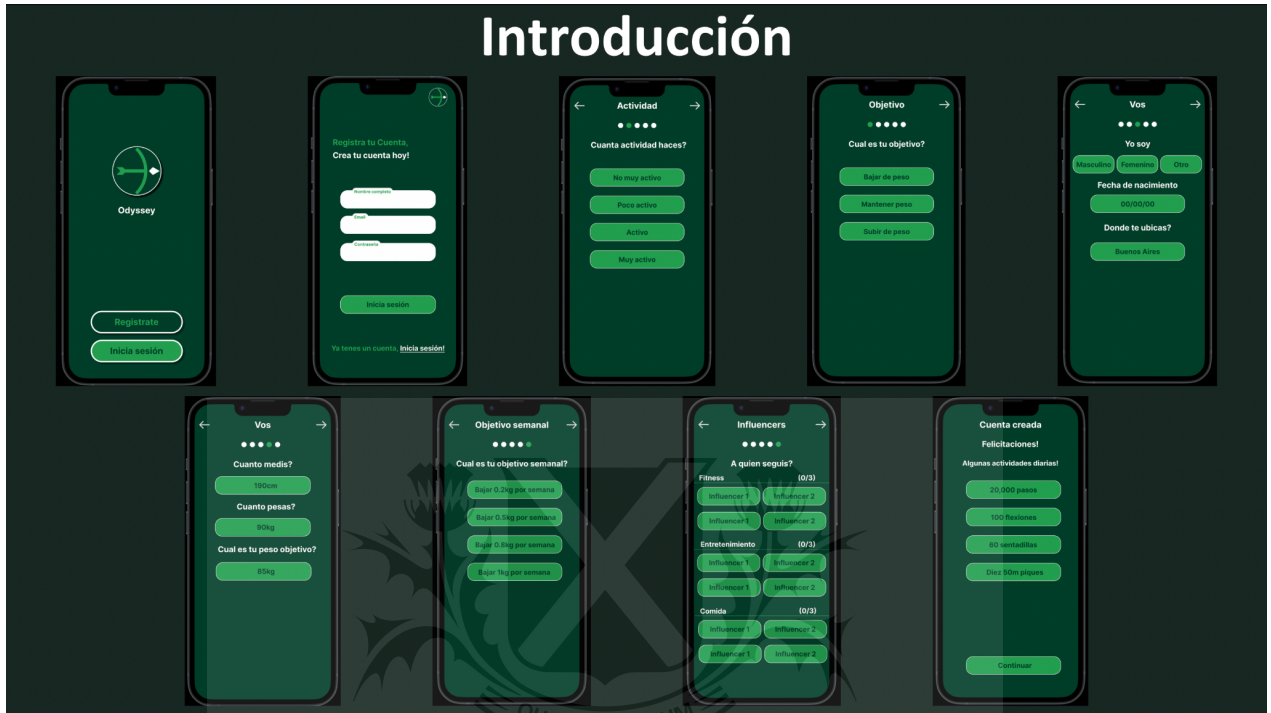 Introducción
Odyssey
Registrate
Inicia sesión
Registra tu Cuenta,
Crea tu cuenta hoy!
Nombre completo
Email
Contraseña
Inicia sesión
Ya tenes un cuenta, Inicia sesión!
← Actividad →
Cuanta actividad haces?
No muy activo
Poco activo
Activo
Muy activo
← Objetivo →
Cual es tu objetivo?
Bajar de peso
Mantener peso
Subir de peso
← Vos →
Yo soy
Masculino Femenino Otro
Fecha de nacimiento
00/00/00
Donde te ubicas?
Buenos Aires
← Vos →
Cuanto medis?
190cm
Cuanto pesas?
90kg
Cual es tu peso objetivo?
85kg
← Objetivo semanal →
Cual es tu objetivo semanal?
Bajar 0.2kg por semana
Bajar 0.5kg por semana
Bajar 0.8kg por semana
Bajar 1kg por semana
← Influencers →
A quien seguis?
Fitness (0/3)
Influencer 1 Influencer 2
Influencer 1 Influencer 2
Entretenimiento (0/3)
Influencer 1 Influencer 2
Influencer 1 Influencer 2
Comida (0/3)
Influencer 1 Influencer 2
Influencer 1 Influencer 2
Cuenta creada
Felicitaciones!
Algunas actividades diarias!
20,000 pasos
100 flexiones
60 sentadillas
Diez 50m piques
Continuar